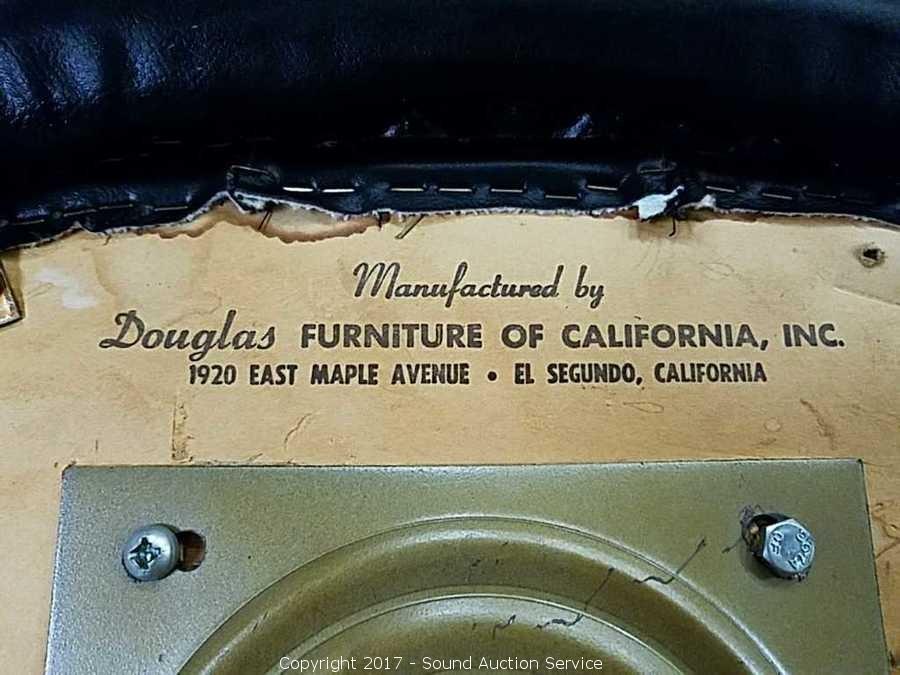 Manufactured by
Douglas FURNITURE OF CALIFORNIA, INC.
1920 EAST MAPLE AVENUE • EL SEGUNDO, CALIFORNIA
Copyright 2017 - Sound Auction Service